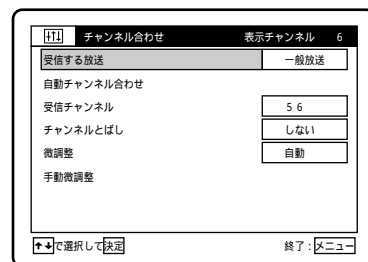 チャンネル合わせ 表示チャンネル 6
受信する放送 一般放送
自動チャンネル合わせ
受信チャンネル 56
チャンネルとばし しない
微調整 自動
手動微調整
↑↓で選択して決定 終了:メニュー